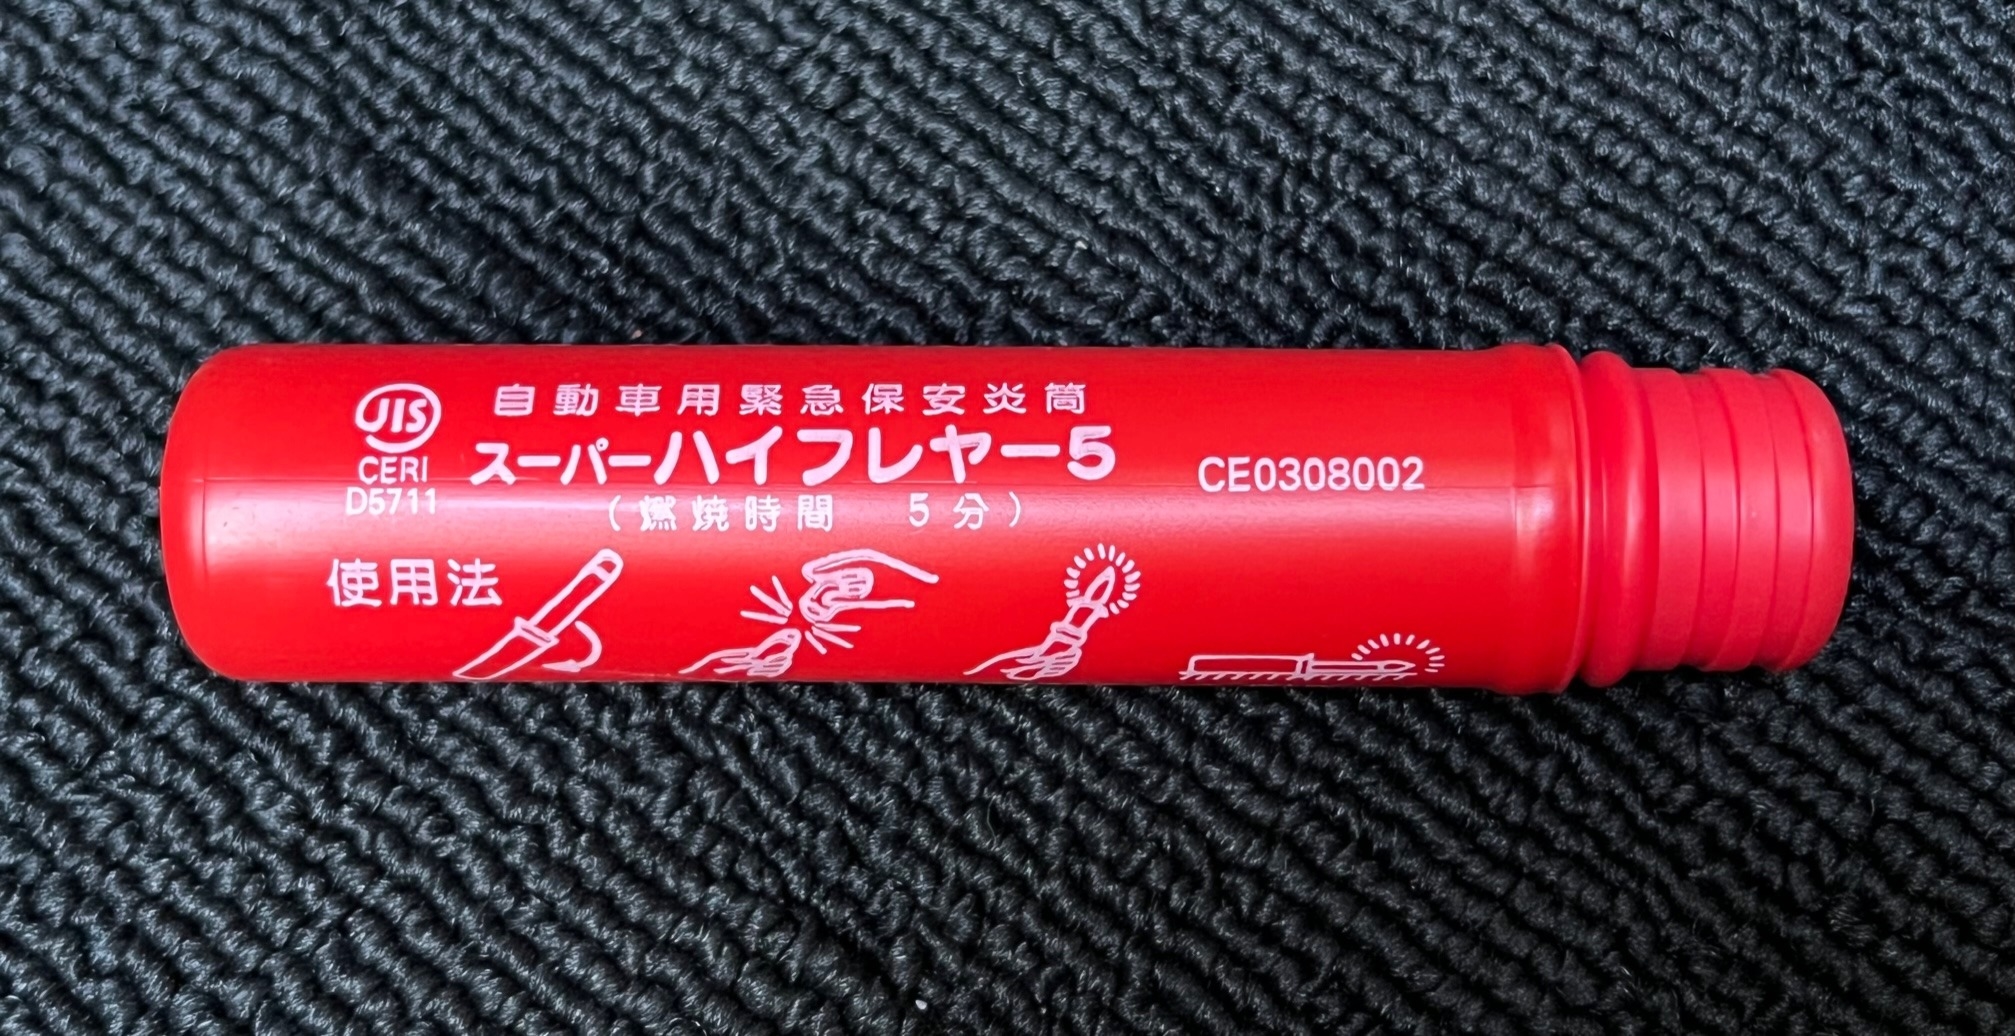 JIS
CERI
D5711
自動車用緊急保安炎筒
スーパーハイフレヤー5
(燃焼時間 5分)
CE0308002
使用法